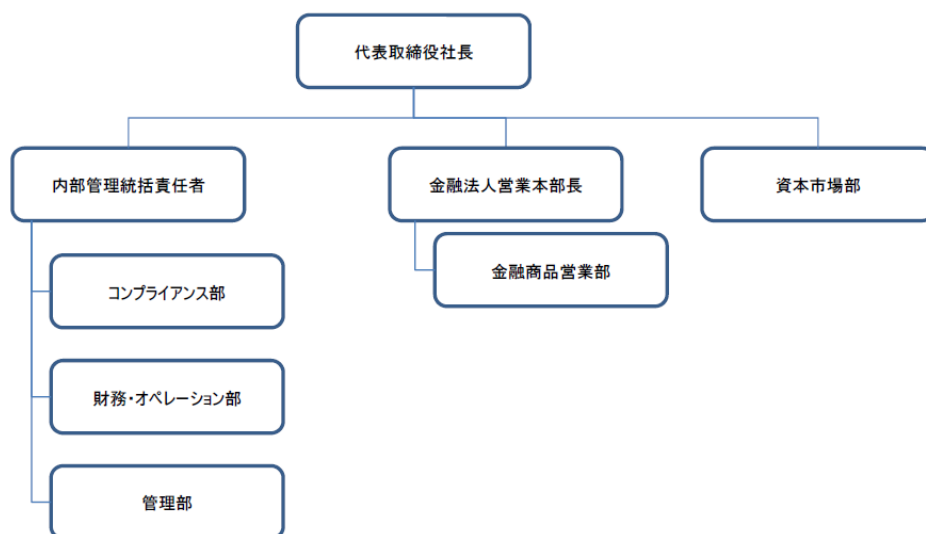 代表取締役社長
内部管理統括責任者
金融法人営業本部長
資本市場部
金融商品営業部
コンプライアンス部
財務・オペレーション部
管理部